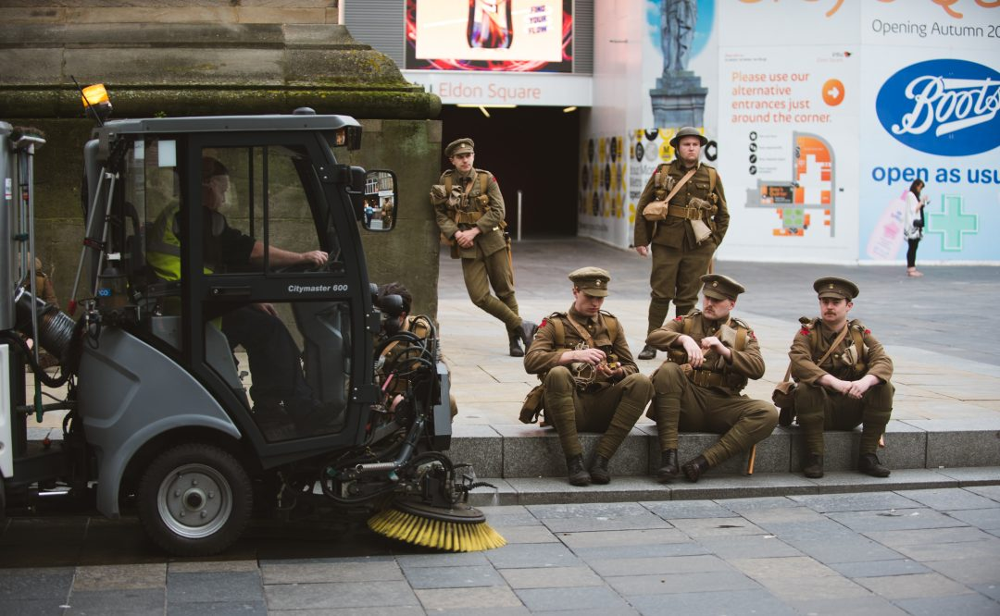 FIND
YOUR
FLOW
Eldon Square
Opening Autumn 20
Please use our
alternative
entrances just
around the corner.
Boots
open as usu
Citymaster 600